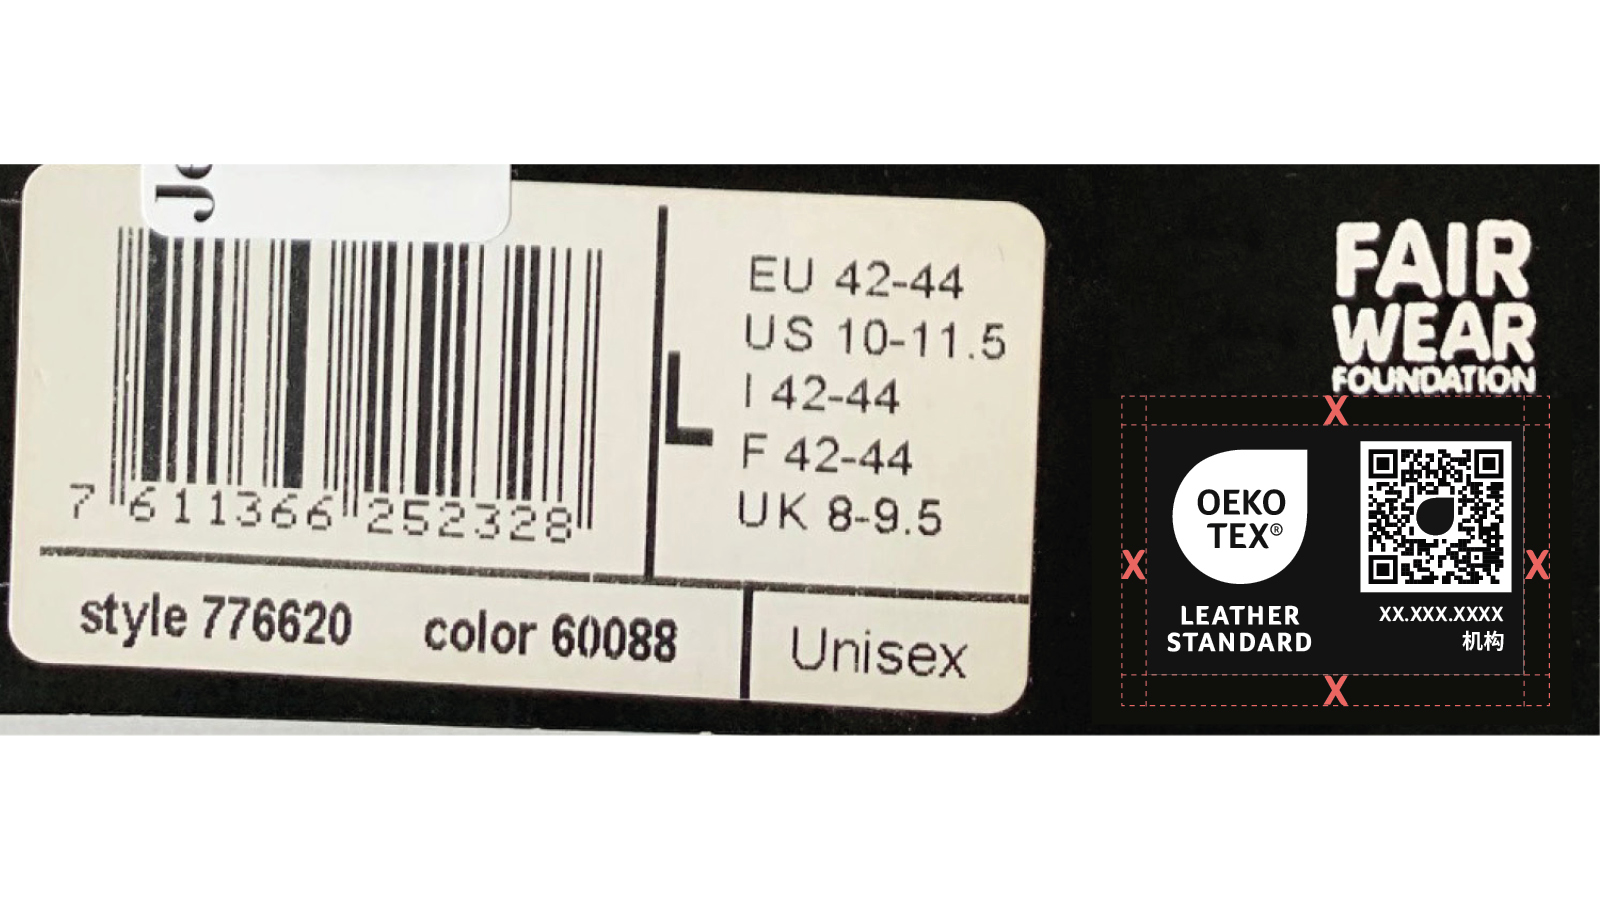 Je
7 611366 252328
L
EU 42-44
US 10-11.5
I 42-44
F 42-44
UK 8-9.5
style 776620 color 60088
Unisex
FAIR
WEAR
FOUNDATION
X
OEKO
TEX®
X
X
LEATHER
STANDARD
XX.XXX.XXXX
机构
X